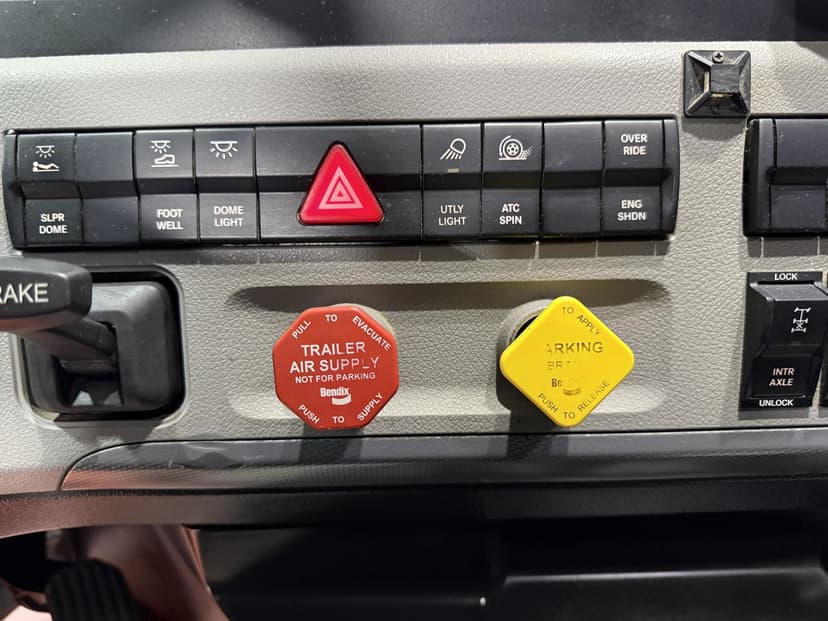 SLPR
DOME
FOOT
WELL
DOME
LIGHT
UTLY
LIGHT
ATC
SPIN
OVER
RIDE
ENG
SHDN
RAKE
PULL TO EVACUATE
TRAILER
AIR SUPPLY
NOT FOR PARKING
Bendix
PUSH TO SUPPLY
TO APPLY
ARKING
PUSH TO RELEASE
LOCK
INTR
AXLE
UNLOCK